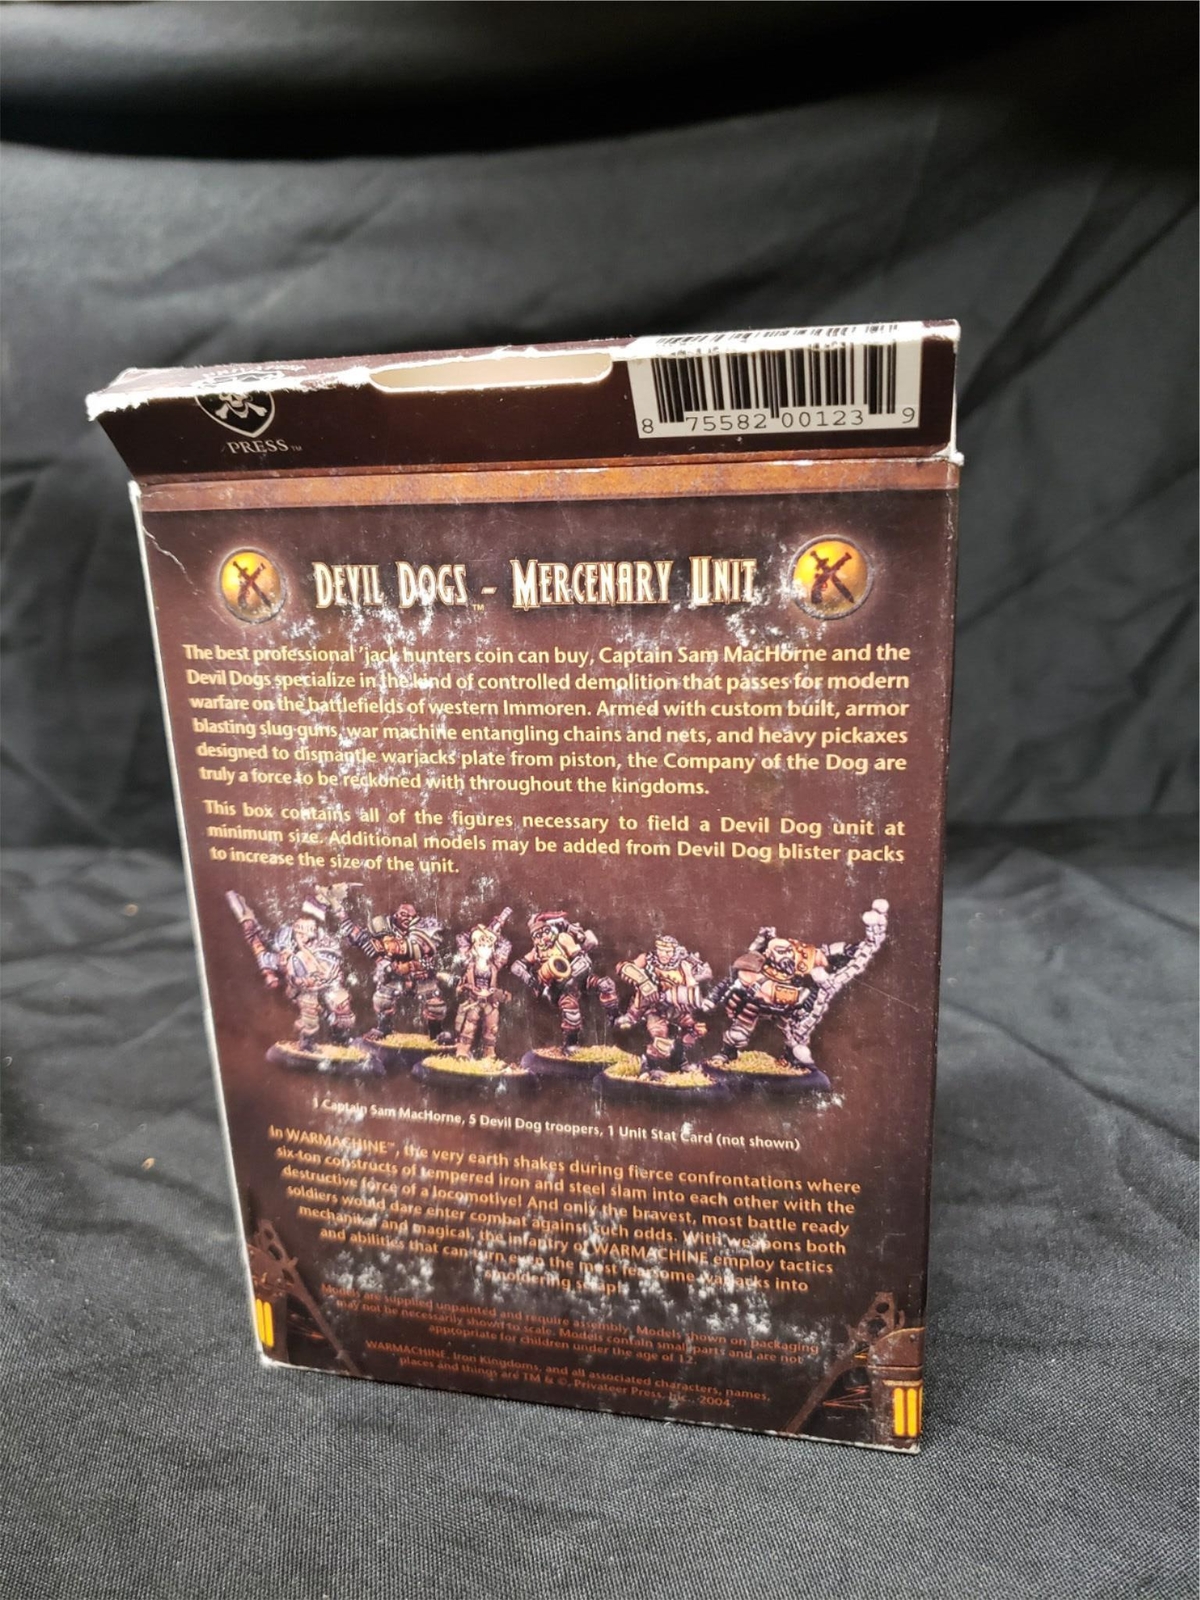 PRESS™
8 75582 00123 9
DEVIL DOGS™ - MERCENARY UNIT
The best professional 'jack hunters coin can buy, Captain Sam MacHorne and the
Devil Dogs specialize in the kind of controlled demolition that passes for modern
warfare on the battlefields of western Immoren. Armed with custom built, armor
blasting slug-guns, war machine entangling chains and nets, and heavy pickaxes
designed to dismantle warjacks plate from piston, the Company of the Dog are
truly a force to be reckoned with throughout the kingdoms.
This box contains all of the figures necessary to field a Devil Dog unit at
minimum size. Additional models may be added from Devil Dog blister packs
to increase the size of the unit.
1 Captain Sam MacHorne, 5 Devil Dog troopers, 1 Unit Stat Card (not shown)
In WARMACHINE™, the very earth shakes during fierce confrontations where
six-ton constructs of tempered iron and steel slam into each other with the
destructive force of a locomotive! And only the bravest, most battle ready
soldiers would dare enter combat against such odds. With weapons both
mechanikal and magical, the infantry of WARMACHINE employ tactics
and abilities that can turn even the most fearsome warjacks into
smoldering scrap!
Models are supplied unpainted and require assembly. Models shown on packaging
may not be necessarily shown to scale. Models contain small parts and are not
appropriate for children under the age of 12.
WARMACHINE, Iron Kingdoms, and all associated characters, names,
places and things are TM & ©, Privateer Press, Inc., 2004.